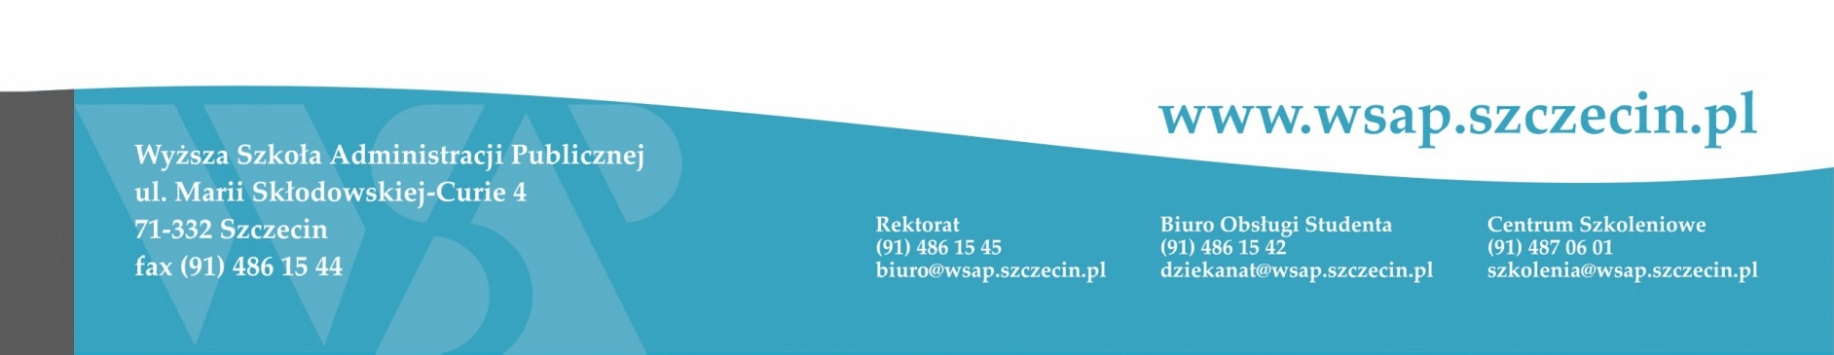 www.wsap.szczecin.pl
Wyższa Szkoła Administracji Publicznej
ul. Marii Skłodowskiej-Curie 4
71-332 Szczecin
fax (91) 486 15 44
Rektorat
(91) 486 15 45
biuro@wsap.szczecin.pl
Biuro Obsługi Studenta
(91) 486 15 42
dziekanat@wsap.szczecin.pl
Centrum Szkoleniowe
(91) 487 06 01
szkolenia@wsap.szczecin.pl